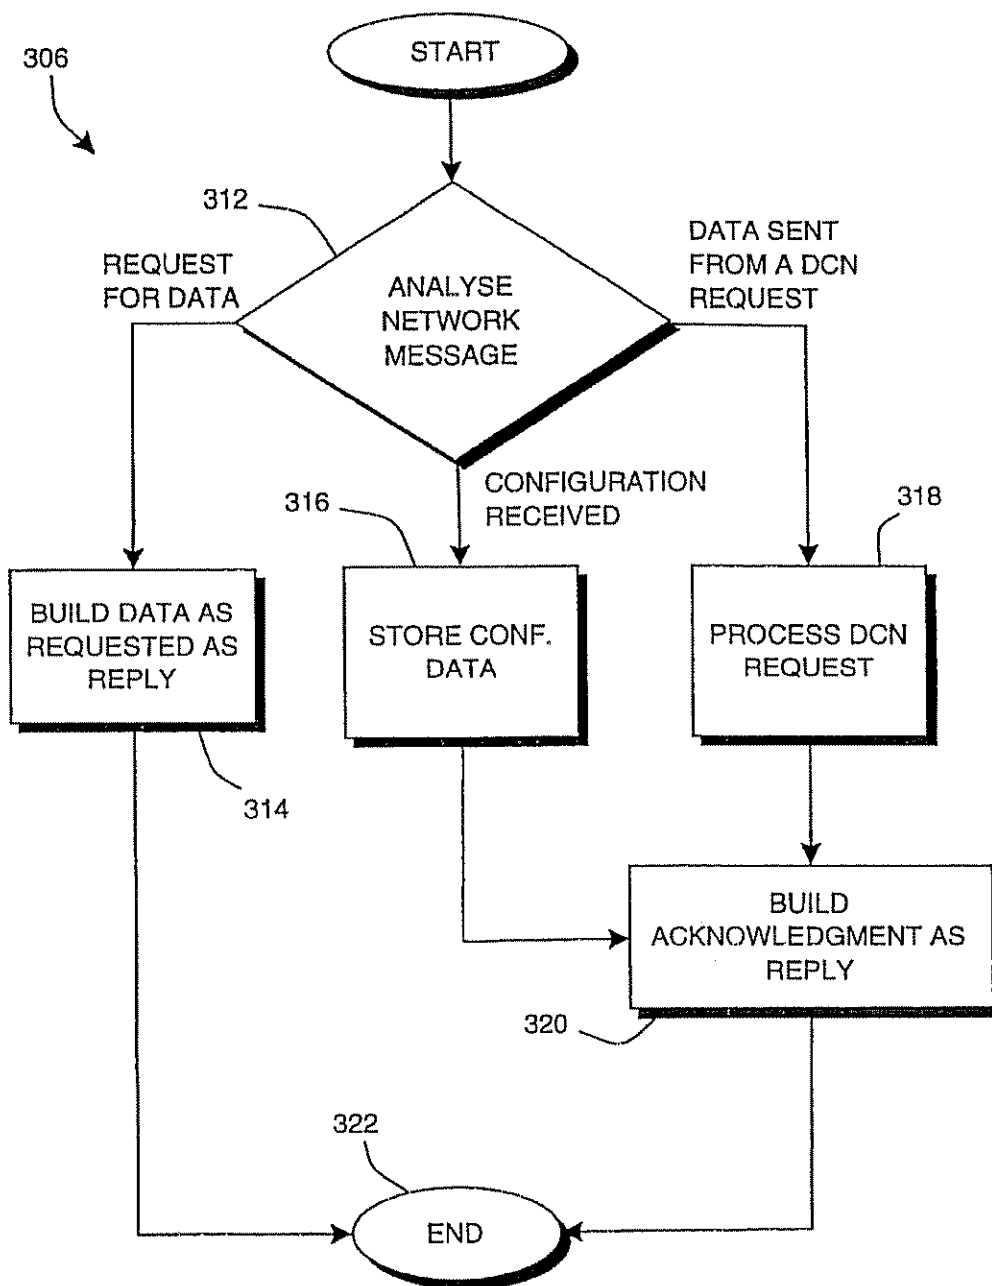 START
306
312
REQUEST
FOR DATA
ANALYSE
NETWORK
MESSAGE
DATA SENT
FROM A DCN
REQUEST
CONFIGURATION
RECEIVED
316
318
BUILD DATA AS
REQUESTED AS
REPLY
STORE CONF.
DATA
PROCESS DCN
REQUEST
314
BUILD
ACKNOWLEDGMENT AS
REPLY
320
322
END